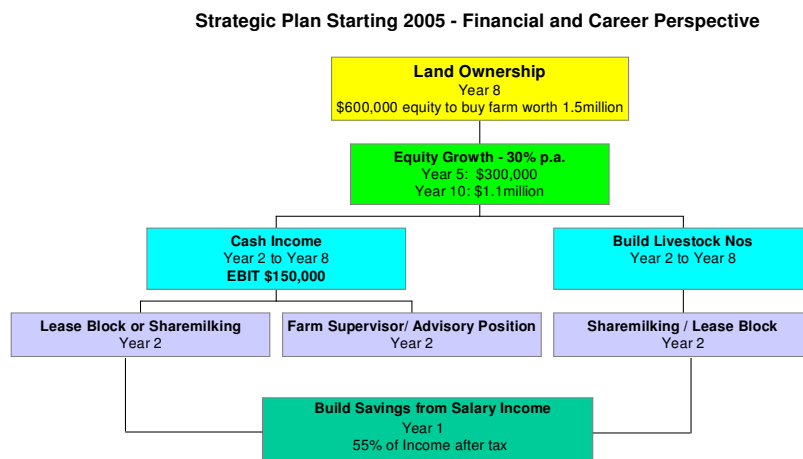 Strategic Plan Starting 2005 - Financial and Career Perspective
Land Ownership
Year 8
$600,000 equity to buy farm worth 1.5million
Equity Growth - 30% p.a.
Year 5: $300,000
Year 10: $1.1million
Cash Income
Year 2 to Year 8
EBIT $150,000
Build Livestock Nos
Year 2 to Year 8
Lease Block or Sharemilking
Year 2
Farm Supervisor/ Advisory Position
Year 2
Sharemilking / Lease Block
Year 2
Build Savings from Salary Income
Year 1
55% of Income after tax